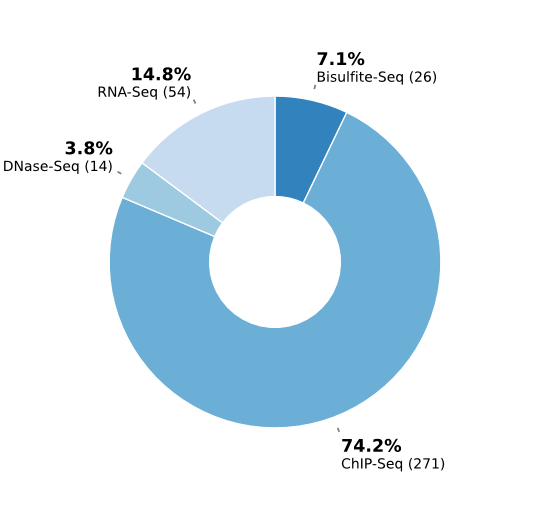 7.1%
Bisulfite-Seq (26)
14.8%
RNA-Seq (54)
3.8%
DNase-Seq (14)
74.2%
ChIP-Seq (271)